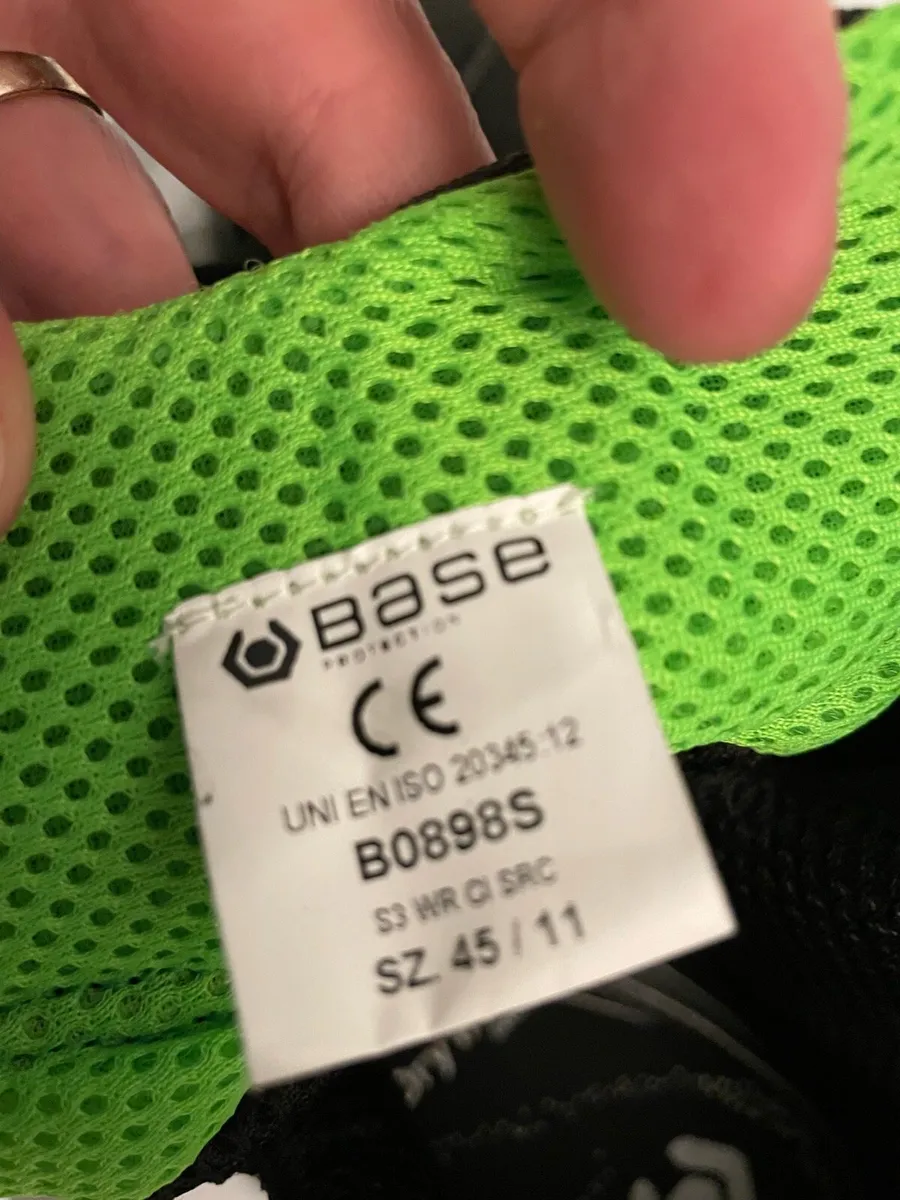 Base
PROTECTION
CE
UNI EN ISO 20345:12
B0898S
S3 WR CI SRC
SZ. 45 / 11